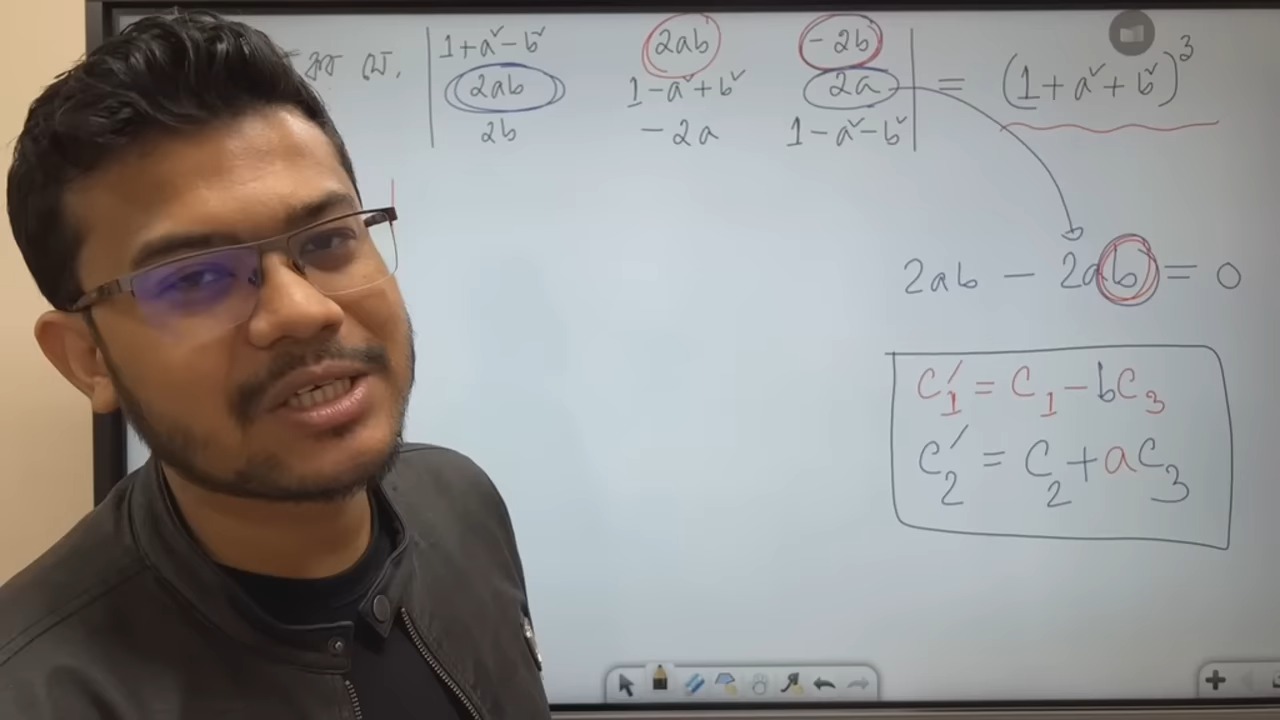 যে, | 1+a²-b² 2ab -2b |
| 2ab 1-a²+b² 2a | = (1+a²+b²)³
| 2b -2a 1-a²-b² |
2ab - 2ab = 0
C₁′ = C₁ - bC₃
C₂′ = C₂ + aC₃